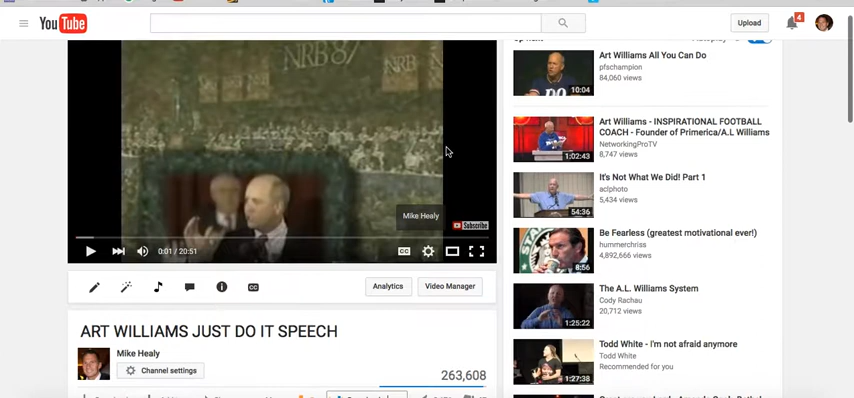 YouTube
Upload
4
NRB'87
NRB
Mike Healy
Subscribe
0:01 / 20:51
CC
CC
Analytics
Video Manager
ART WILLIAMS JUST DO IT SPEECH
Mike Healy
Channel settings
263,608
Art Williams All You Can Do
pfschampion
84,060 views
10:04
Art Williams - INSPIRATIONAL FOOTBALL
COACH - Founder of Primerica/A.L Williams
NetworkingProTV
8,747 views
1:02:43
It's Not What We Did! Part 1
aclphoto
5,434 views
54:36
Be Fearless (greatest motivational ever!)
hummerchriss
4,892,666 views
8:56
The A.L. Williams System
Cody Rachau
20,712 views
1:25:22
Todd White - i'm not afraid anymore
Todd White
Recommended for you
1:27:38